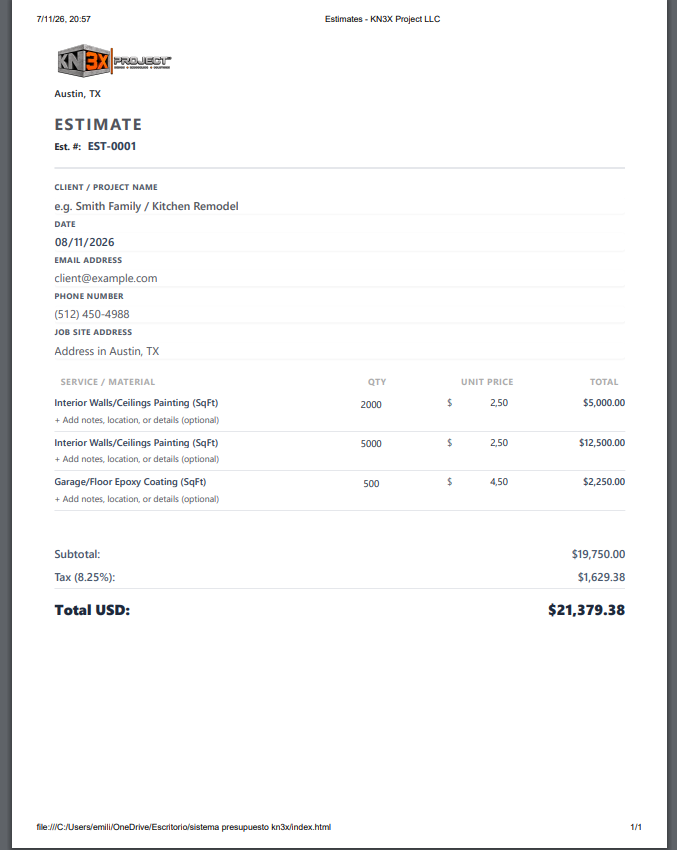 7/11/26, 20:57 Estimates - KN3X Project LLC
KN3X PROJECT
Austin, TX
ESTIMATE
Est. #: EST-0001
CLIENT / PROJECT NAME
e.g. Smith Family / Kitchen Remodel
DATE
08/11/2026
EMAIL ADDRESS
client@example.com
PHONE NUMBER
(512) 450-4988
JOB SITE ADDRESS
Address in Austin, TX
SERVICE / MATERIAL QTY UNIT PRICE TOTAL
Interior Walls/Ceilings Painting (SqFt) 2000 $ 2,50 $5,000.00
+ Add notes, location, or details (optional)
Interior Walls/Ceilings Painting (SqFt) 5000 $ 2,50 $12,500.00
+ Add notes, location, or details (optional)
Garage/Floor Epoxy Coating (SqFt) 500 $ 4,50 $2,250.00
+ Add notes, location, or details (optional)
Subtotal: $19,750.00
Tax (8.25%): $1,629.38
Total USD: $21,379.38
file:///C:/Users/emili/OneDrive/Escritorio/sistema presupuesto kn3x/index.html 1/1